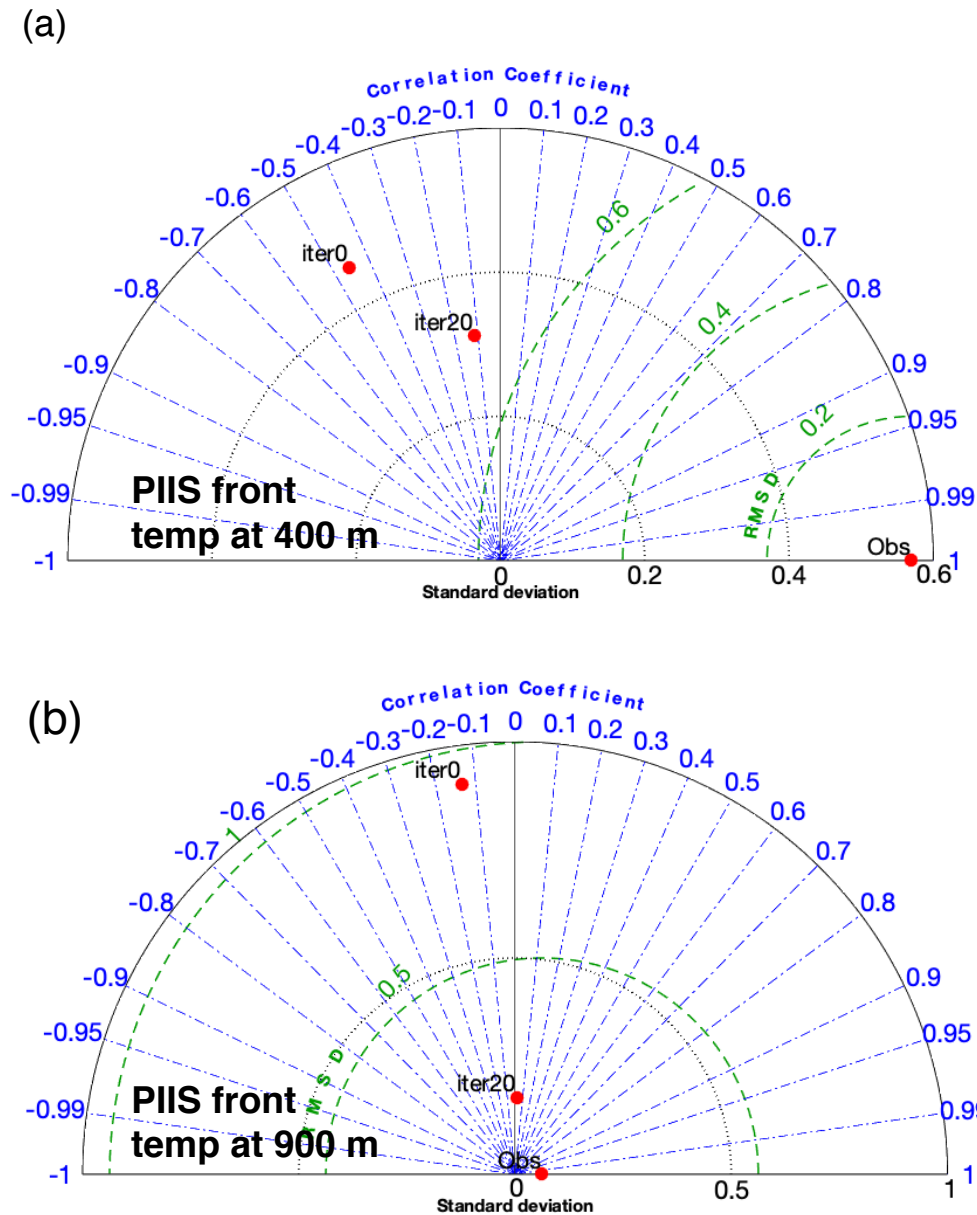 (a)
Correlation Coefficient
-1 -0.99 -0.95 -0.9 -0.8 -0.7 -0.6 -0.5 -0.4 -0.3 -0.2 -0.1 0 0.1 0.2 0.3 0.4 0.5 0.6 0.7 0.8 0.9 0.95 0.99 1
0.6
0.4
0.2
RMSD
iter0
iter20
Obs
PIIS front
temp at 400 m
0 0.2 0.4 0.6
Standard deviation
(b)
Correlation Coefficient
-1 -0.99 -0.95 -0.9 -0.8 -0.7 -0.6 -0.5 -0.4 -0.3 -0.2 -0.1 0 0.1 0.2 0.3 0.4 0.5 0.6 0.7 0.8 0.9 0.95 0.99 1
1
0.5
RMSD
iter0
iter20
Obs
PIIS front
temp at 900 m
0 0.5 1
Standard deviation